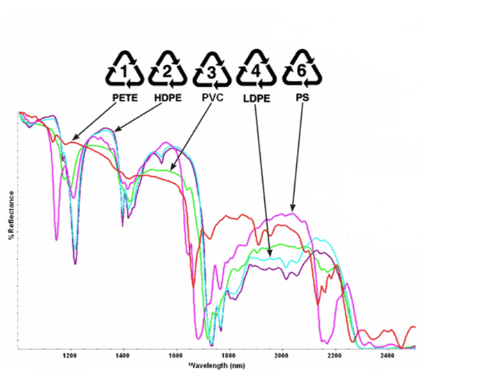 1 2 3 4 6
PETE HDPE PVC LDPE PS
% Reflectance
1200 1400 1600 1800 2000 2200 2400
Wavelength (nm)